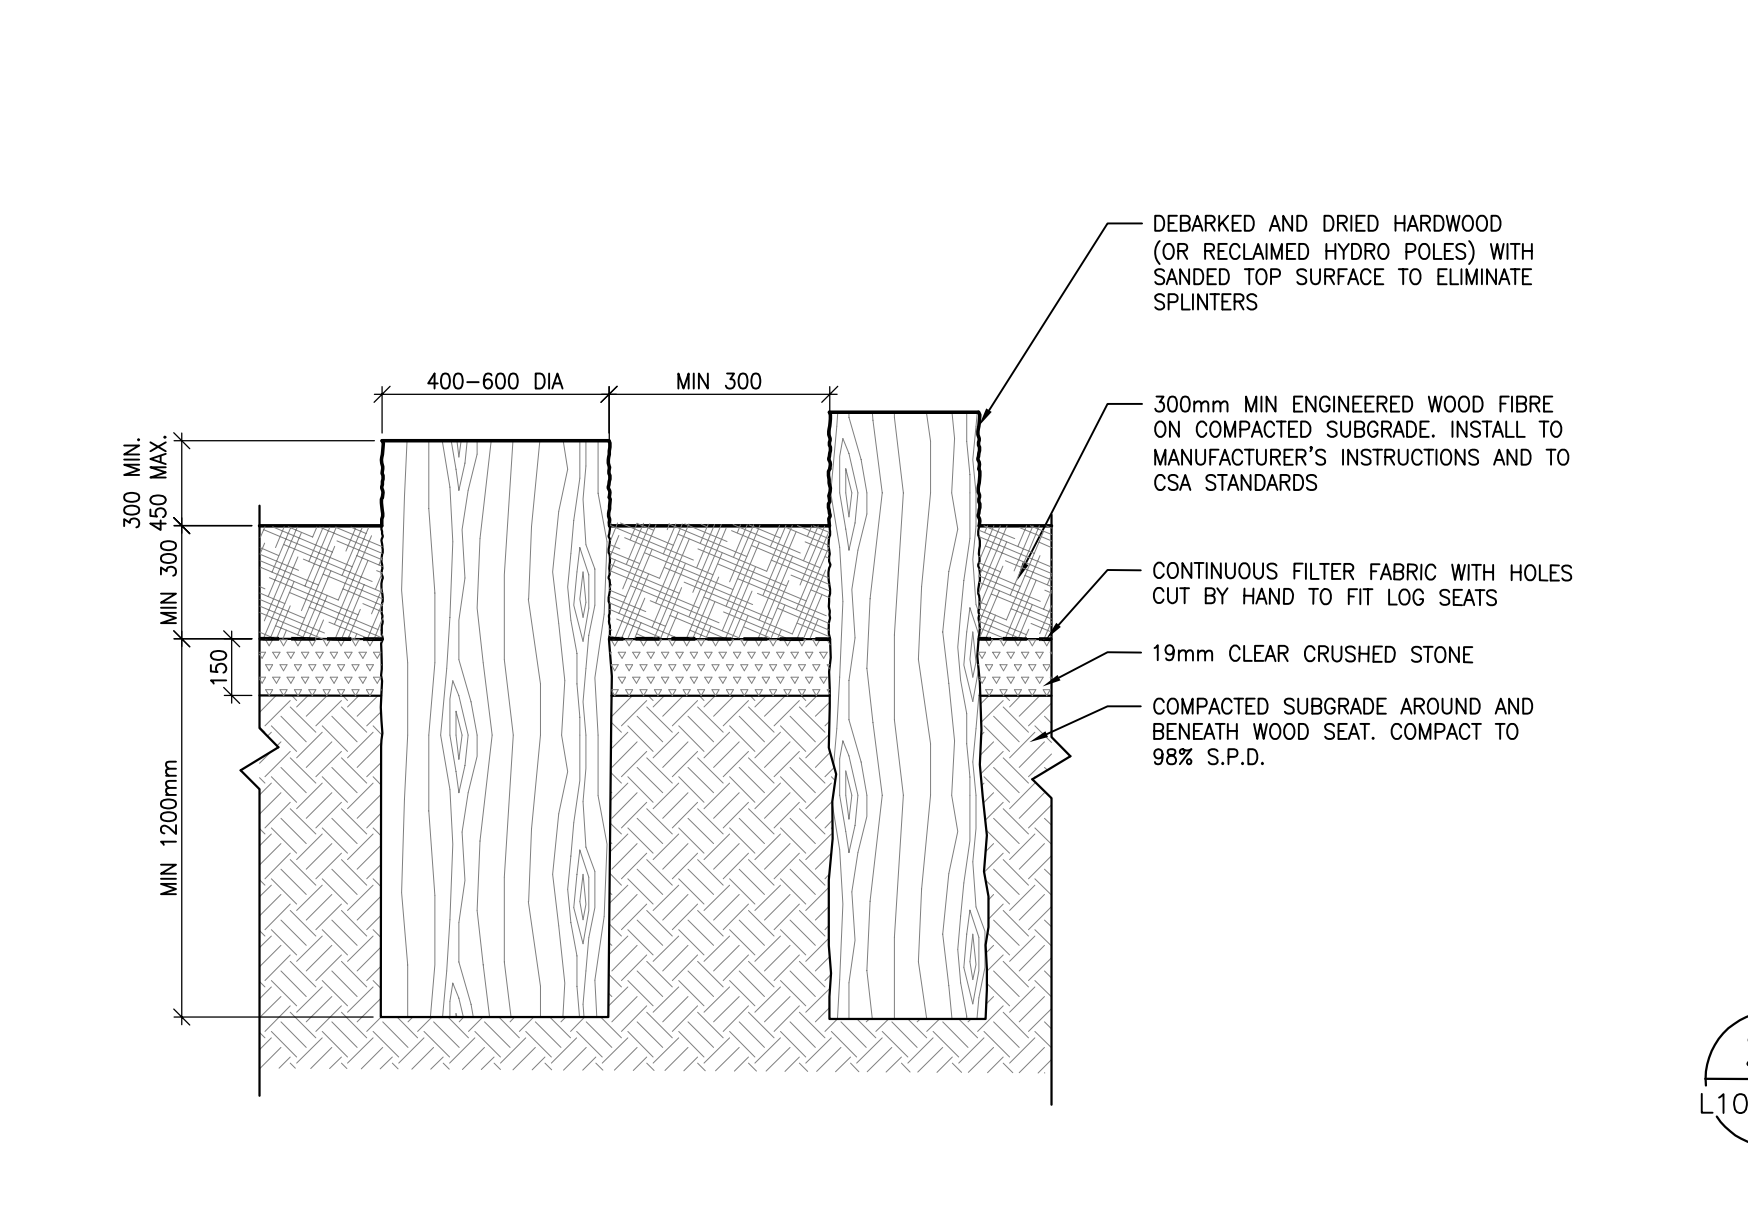 DEBARKED AND DRIED HARDWOOD
(OR RECLAIMED HYDRO POLES) WITH
SANDED TOP SURFACE TO ELIMINATE
SPLINTERS
400-600 DIA
MIN 300
300mm MIN ENGINEERED WOOD FIBRE
ON COMPACTED SUBGRADE. INSTALL TO
MANUFACTURER'S INSTRUCTIONS AND TO
CSA STANDARDS
300 MIN.
450 MAX.
MIN 300
CONTINUOUS FILTER FABRIC WITH HOLES
CUT BY HAND TO FIT LOG SEATS
150
19mm CLEAR CRUSHED STONE
COMPACTED SUBGRADE AROUND AND
BENEATH WOOD SEAT. COMPACT TO
98% S.P.D.
MIN 1200mm